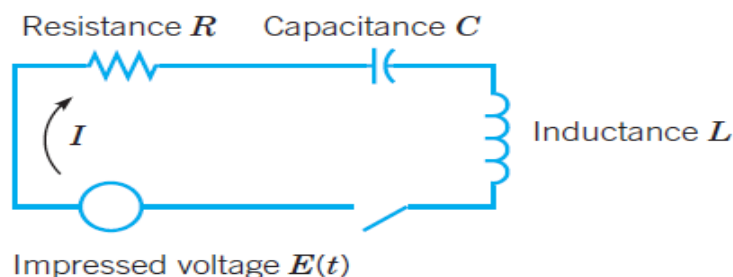 Resistance R Capacitance C
I
Inductance L
Impressed voltage E(t)